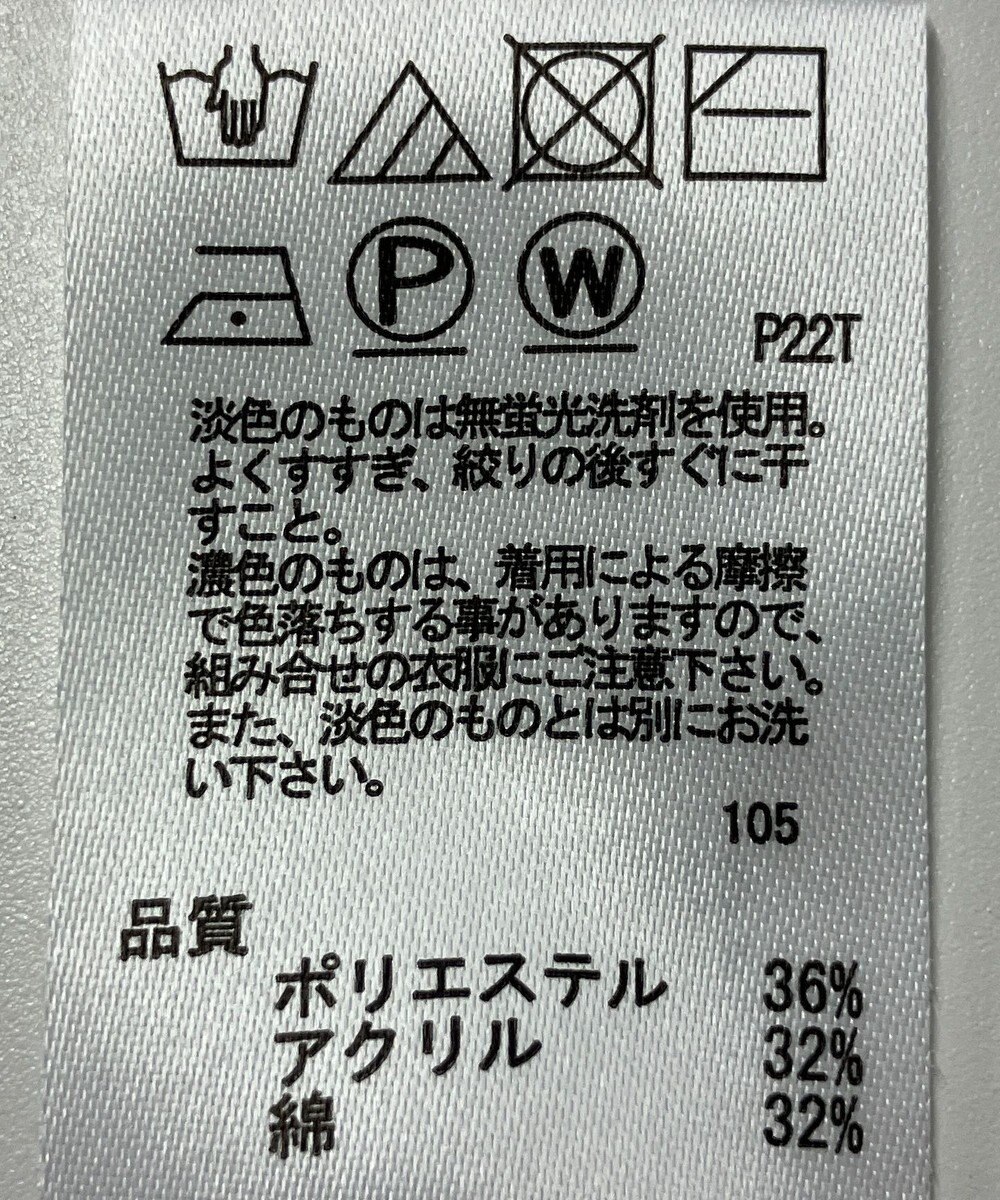 P W P22T
淡色のものは無蛍光洗剤を使用。
よくすすぎ、絞りの後すぐに干
すこと。
濃色のものは、着用による摩擦
で色落ちする事がありますので、
組み合せの衣服にご注意下さい。
また、淡色のものとは別にお洗
い下さい。
105
品質
ポリエステル 36%
アクリル 32%
綿 32%